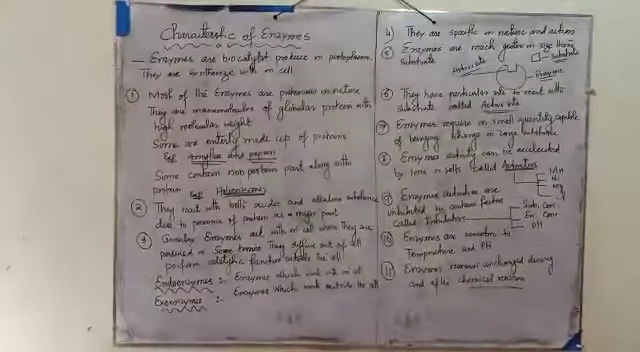 Characteristic of Enzymes
— Enzymes are biocatalyst produce in protoplasm.
They are synthesize with in cell
① Most of the Enzymes are proteinious in nature
They are macromolecules of globular protein with
high molecular weight
Some are entirely made up of proteins
Eg Amylase and pepsin
Some contain non protein part along with
protein Eg Holoenzymes
② They react with both acidic and alkaline substance
due to presence of protein as a major part
③ Generally Enzymes act with in cell where they are
produced in Some times They diffuse out of cell
perform catalytic function outside the cell
Endoenzymes :- Enzymes which work in cell
Exoenzymes :- Enzymes which work outside the cell
④ They are specific in nature and action
⑤ Enzymes are much greater in size than
Substrate
Substrate
Substrate
Enzyme
⑥ They have particular site to react with
Substrate called Active site
⑦ Enzymes require in small quantity capable
of bringing change in large substrate
⑧ Enzymes activity can be accelerated
by ions or salts called Activators
Mn
Ni
Mg
⑨ Enzymes activities are
inhibited by certain factors
called Inhibitors
Sub. Conc
En. Conc
PH
⑩ Enzymes are sensitive to
Temperature and PH
⑪ Enzymes remain unchanged during
and after chemical reaction